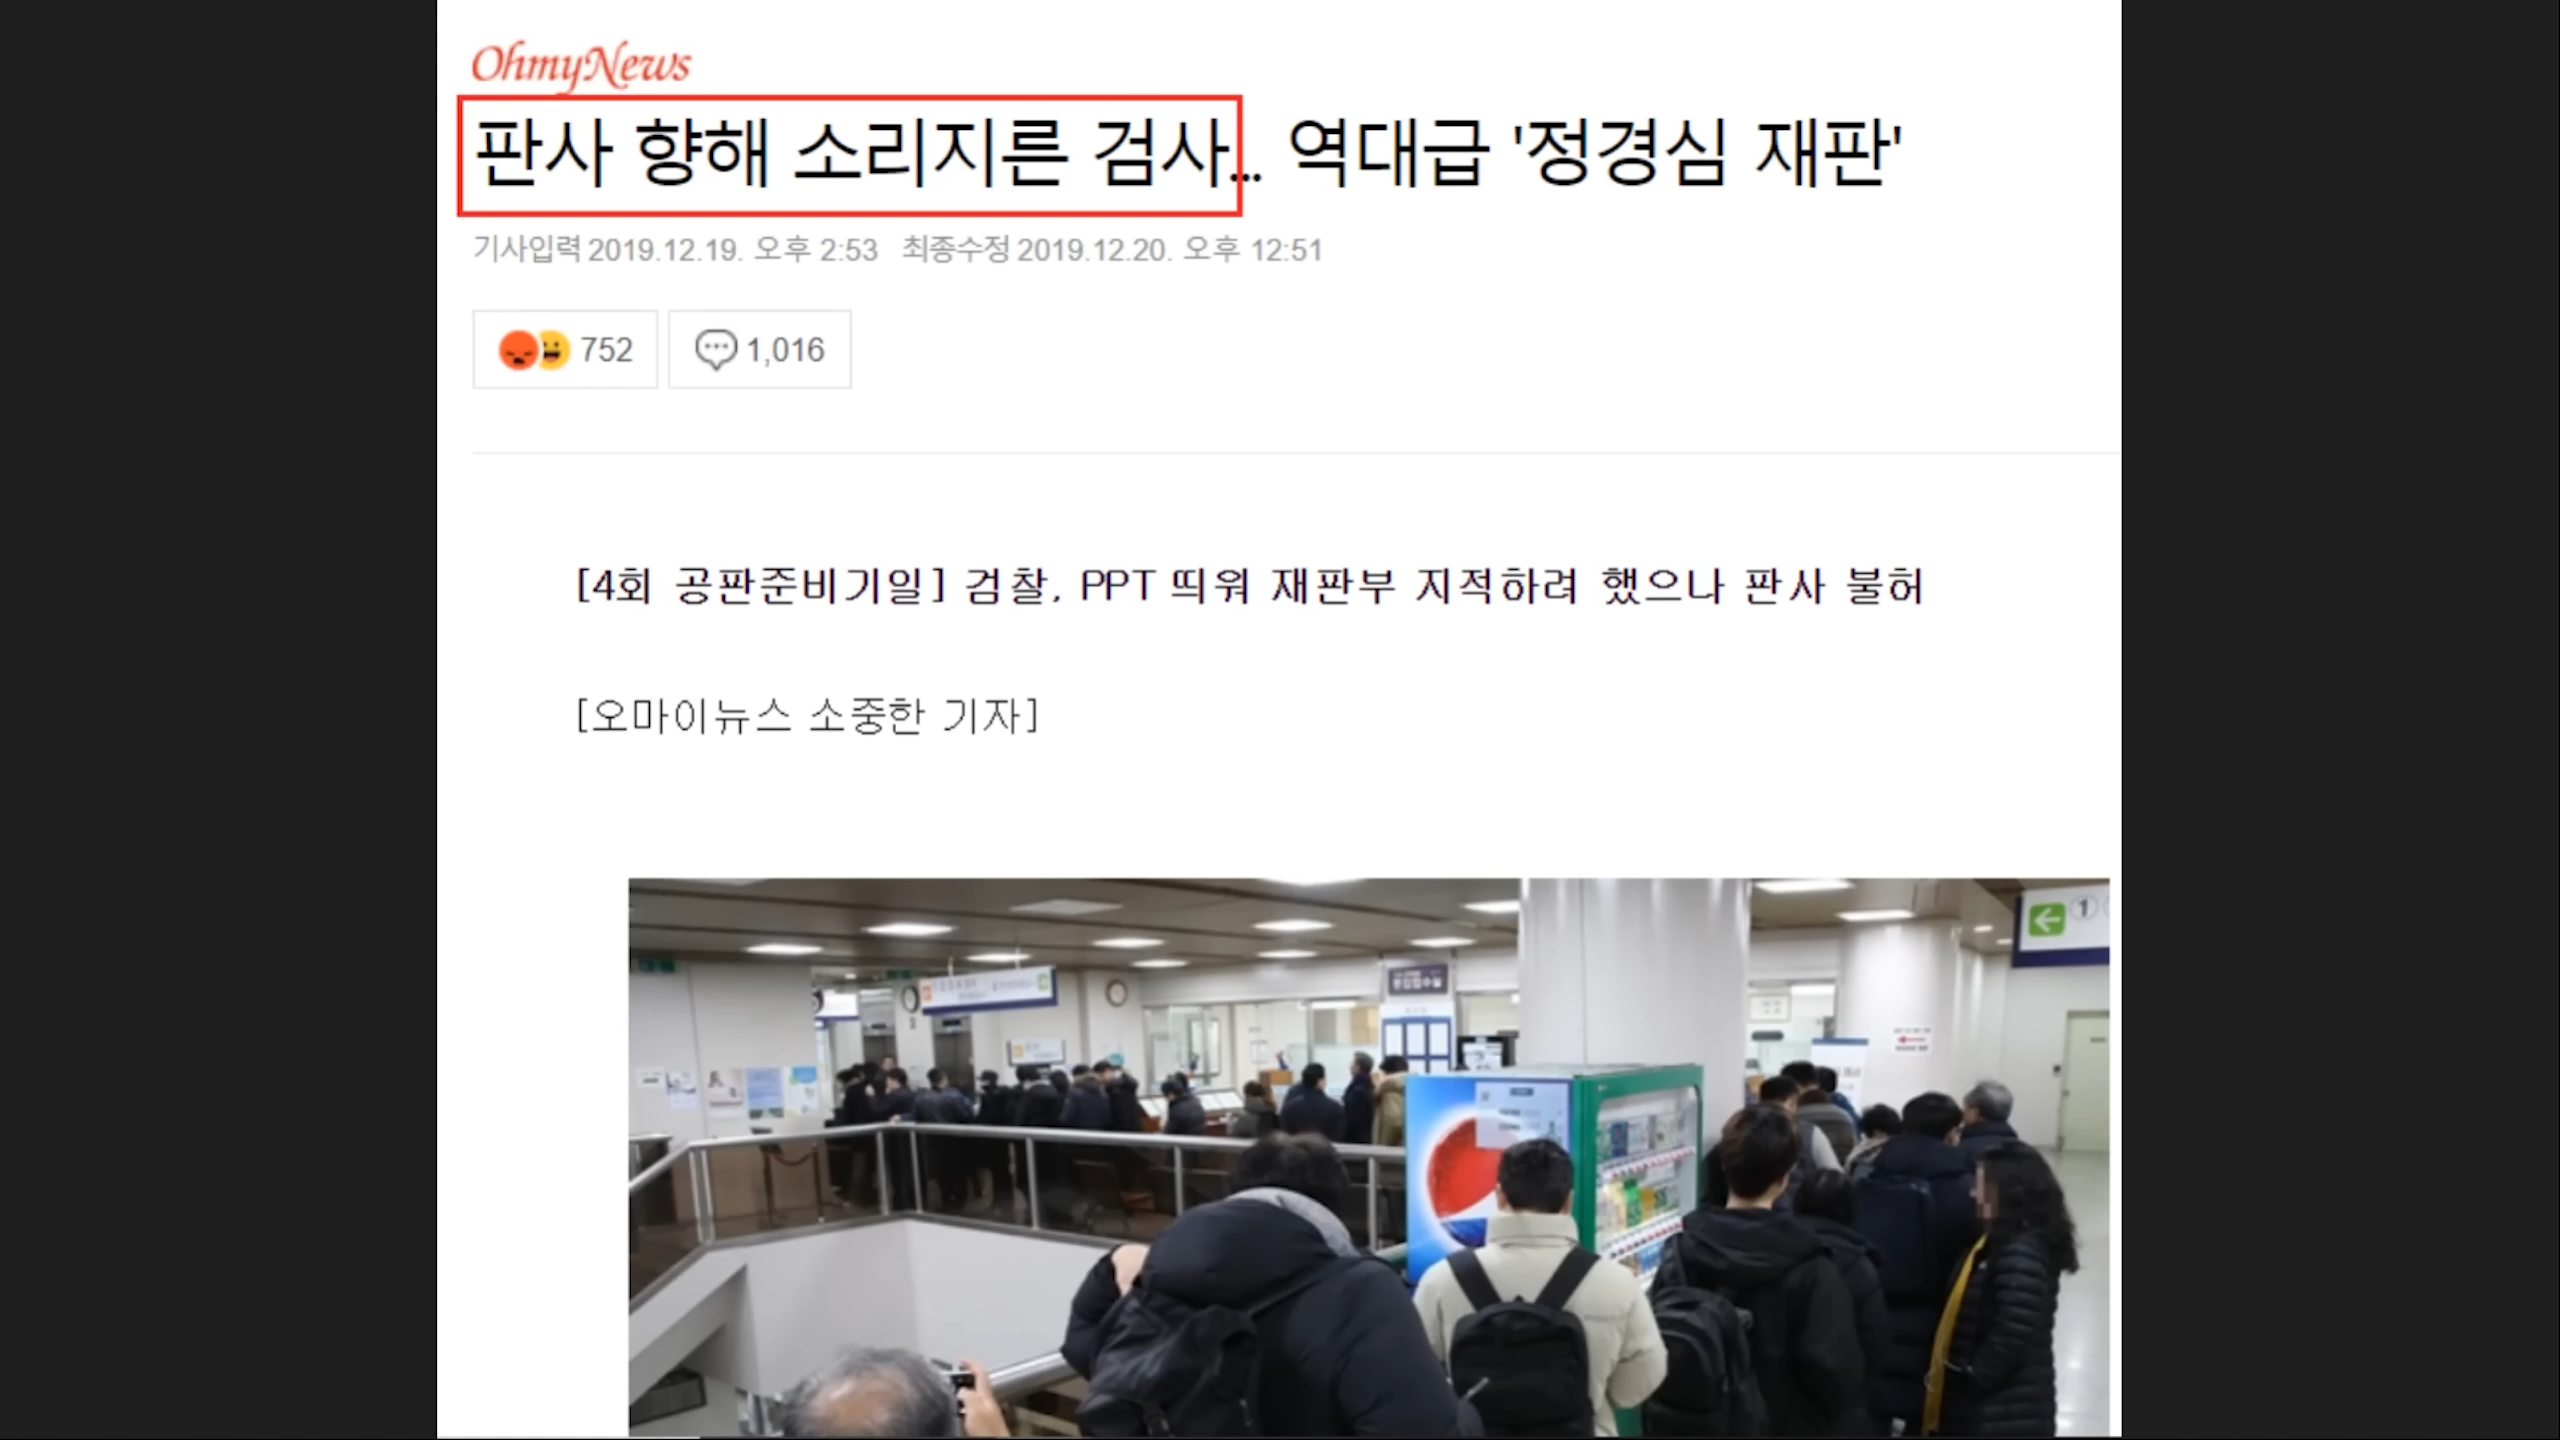 OhmyNews
판사 향해 소리지른 검사... 역대급 '정경심 재판'
기사입력 2019.12.19. 오후 2:53 최종수정 2019.12.20. 오후 12:51
752 1,016
[4회 공판준비기일] 검찰, PPT 띄워 재판부 지적하려 했으나 판사 불허
[오마이뉴스 소중한 기자]
①